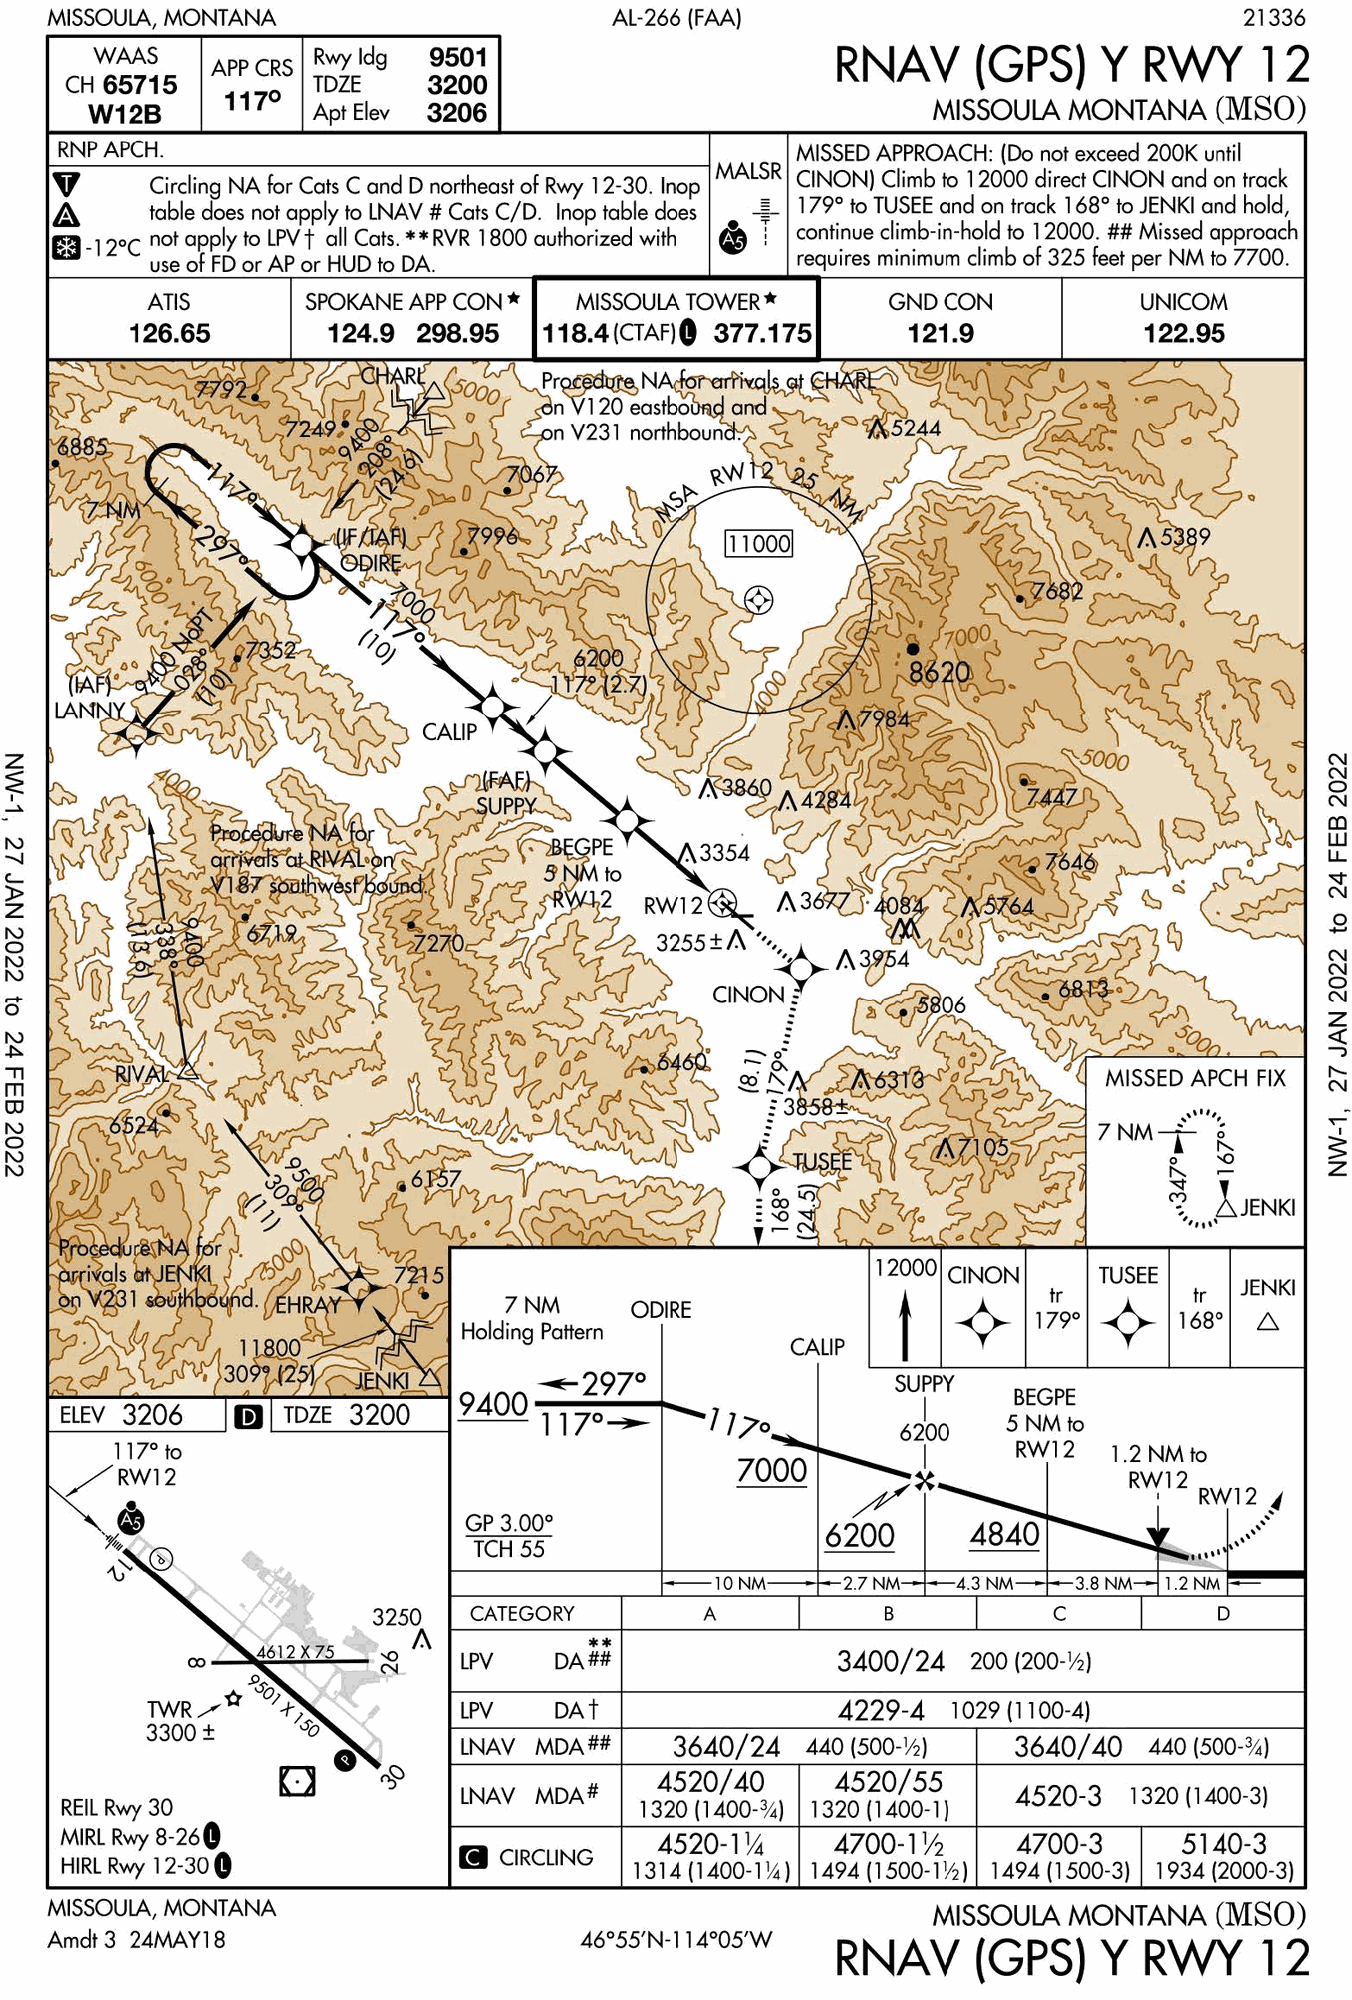 MISSOULA, MONTANA
AL-266 (FAA)
21336
WAAS
CH 65715
W12B
APP CRS
117°
Rwy ldg 9501
TDZE 3200
Apt Elev 3206
RNAV (GPS) Y RWY 12
MISSOULA MONTANA (MSO)
RNP APCH.
T
A
-12°C
Circling NA for Cats C and D northeast of Rwy 12-30. Inop
table does not apply to LNAV # Cats C/D. Inop table does
not apply to LPV† all Cats. **RVR 1800 authorized with
use of FD or AP or HUD to DA.
MALSR
A5
MISSED APPROACH: (Do not exceed 200K until
CINON) Climb to 12000 direct CINON and on track
179° to TUSEE and on track 168° to JENKI and hold,
continue climb-in-hold to 12000. ## Missed approach
requires minimum climb of 325 feet per NM to 7700.
ATIS
126.65
SPOKANE APP CON★
124.9 298.95
MISSOULA TOWER★
118.4 (CTAF) L 377.175
GND CON
121.9
UNICOM
122.95
7792
CHARL
5000
Procedure NA for arrivals at CHARL
on V120 eastbound and
on V231 northbound.
7249
9400
208°
(24.6)
5244
6885
7067
MSA RW12 25 NM
117°
7 NM
297°
(IF/IAF)
ODIRE
7996
11000
5389
6000
7000
117°
(10)
7682
7000
8620
9400 NoPT
028°
(10)
7352
(IAF)
LANNY
6200
117° (2.7)
4000
7984
CALIP
5000
4000
(FAF)
SUPPY
3860
4284
7447
Procedure NA for
arrivals at RIVAL on
V187 southwest bound.
BEGPE
5 NM to
RW12
3354
7646
RW12
3677
4084
5764
6719
7270
3255±
3954
9400
338°
(13.6)
CINON
6813
5806
5000
RIVAL
6460
(8.1)
179°
3858±
6313
MISSED APCH FIX
7 NM
347°
167°
JENKI
6524
7105
TUSEE
168°
(24.5)
6157
9500
309°
(11)
5000
Procedure NA for
arrivals at JENKI
on V231 southbound.
EHRAY
7215
11800
309° (25)
JENKI
NW-1, 27 JAN 2022 to 24 FEB 2022
NW-1, 27 JAN 2022 to 24 FEB 2022
7 NM
Holding Pattern
ODIRE
CALIP
12000
CINON
tr
179°
TUSEE
tr
168°
JENKI
9400
297°
117°
117°
7000
SUPPY
6200
6200
BEGPE
5 NM to
RW12
4840
1.2 NM to
RW12
RW12
GP 3.00°
TCH 55
10 NM
2.7 NM
4.3 NM
3.8 NM
1.2 NM
ELEV 3206
D
TDZE 3200
117° to
RW12
A5
12
P
3250
8
4612 X 75
26
9501 X 150
TWR
3300 ±
P
30
REIL Rwy 30
MIRL Rwy 8-26 L
HIRL Rwy 12-30 L
CATEGORY A B C D
LPV DA **## 3400/24 200 (200-½)
LPV DA† 4229-4 1029 (1100-4)
LNAV MDA## 3640/24 440 (500-½) 3640/40 440 (500-¾)
LNAV MDA# 4520/40 1320 (1400-¾) 4520/55 1320 (1400-1) 4520-3 1320 (1400-3)
C CIRCLING 4520-1¼ 1314 (1400-1¼) 4700-1½ 1494 (1500-1½) 4700-3 1494 (1500-3) 5140-3 1934 (2000-3)
MISSOULA, MONTANA
Amdt 3 24MAY18
46°55'N-114°05'W
MISSOULA MONTANA (MSO)
RNAV (GPS) Y RWY 12